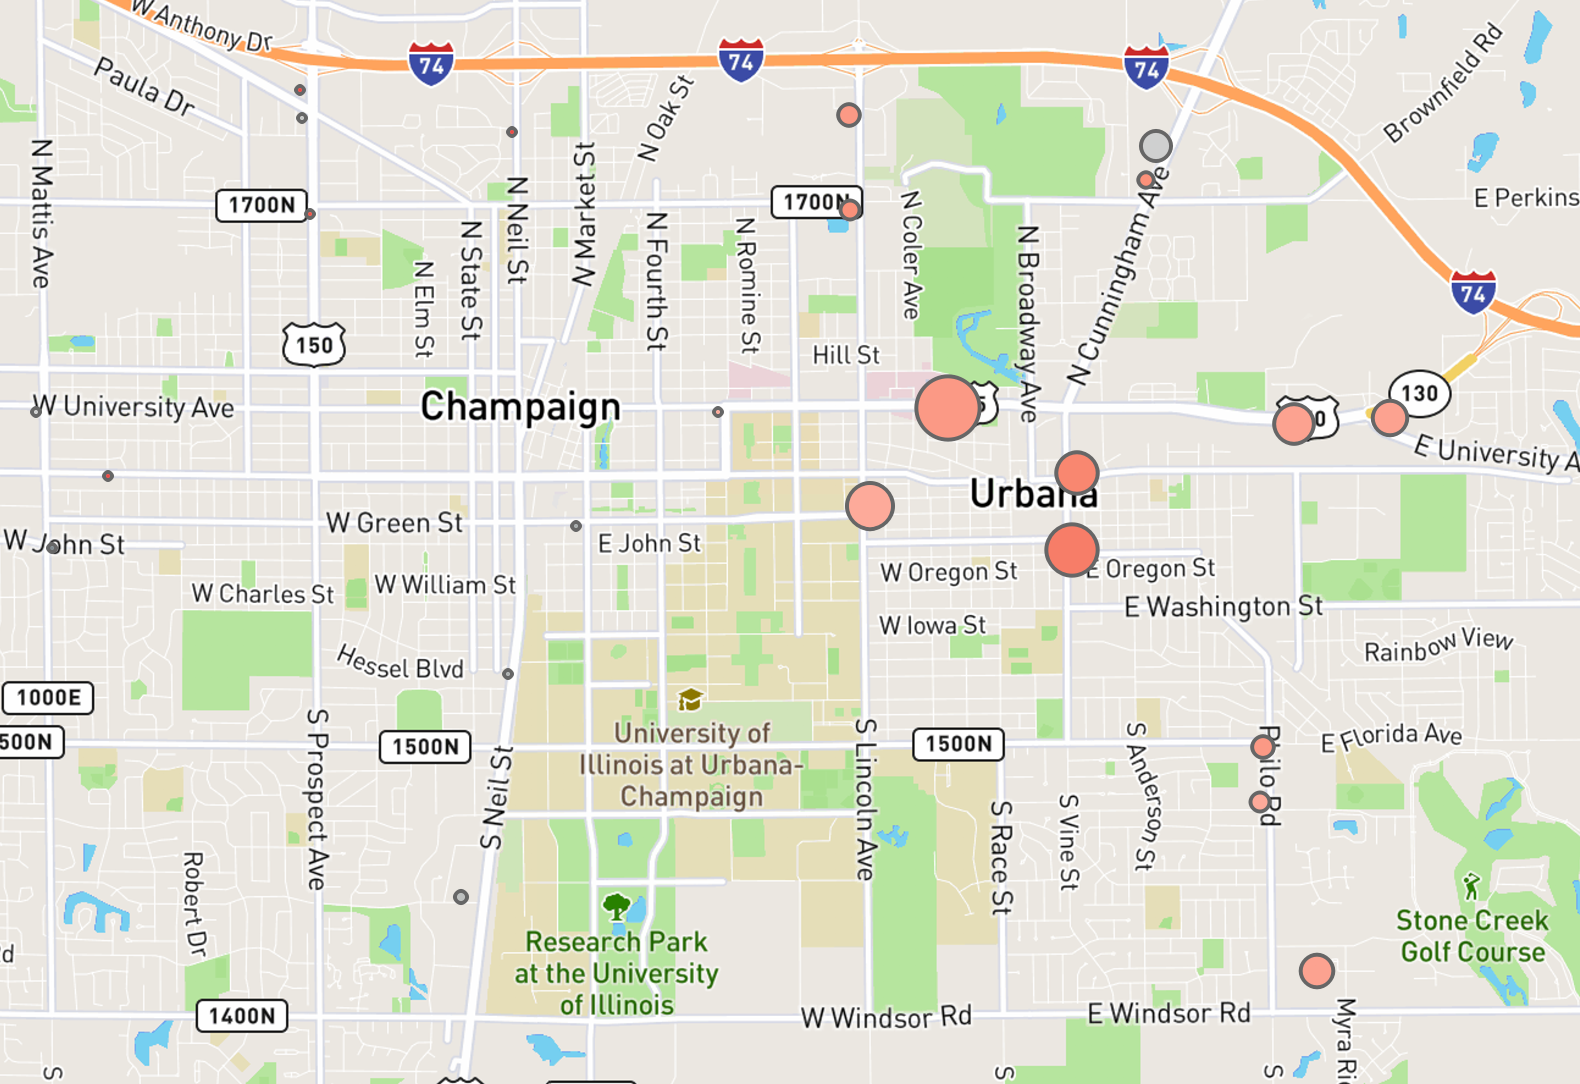 W Anthony Dr
Paula Dr
74
74
74
Brownfield Rd
N Oak St
N Mattis Ave
N Market St
1700N
N Neil St
1700N
N Coler Ave
N Cunningham Ave
E Perkins
N State St
N Elm St
N Fourth St
N Romine St
N Broadway Ave
74
150
Hill St
130
W University Ave
Champaign
5
0
E University A
Urbana
W Green St
W John St
E John St
W Charles St
W William St
W Oregon St
E Oregon St
E Washington St
W Iowa St
Rainbow View
Hessel Blvd
1000E
500N
S Prospect Ave
1500N
University of
Illinois at Urbana-
Champaign
S Neil St
S Lincoln Ave
1500N
S Anderson St
Philo Rd
E Florida Ave
S Race St
S Vine St
Robert Dr
Stone Creek
Golf Course
Research Park
at the University
of Illinois
d
1400N
W Windsor Rd
E Windsor Rd
Myra Ri
S
S
S